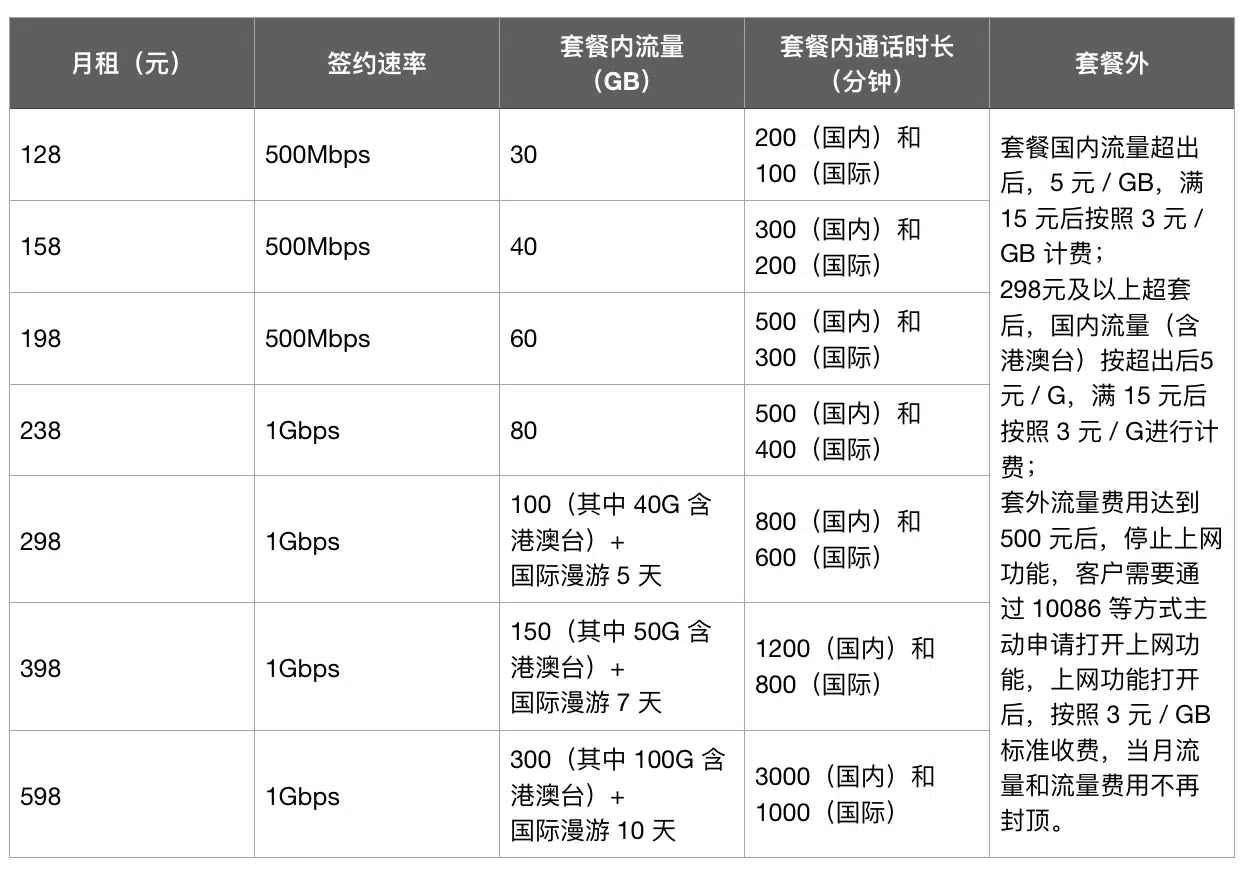 月租（元）
签约速率
套餐内流量
（GB）
套餐内通话时长
（分钟）
套餐外
128
500Mbps
30
200（国内）和
100（国际）
158
500Mbps
40
300（国内）和
200（国际）
198
500Mbps
60
500（国内）和
300（国际）
238
1Gbps
80
500（国内）和
400（国际）
298
1Gbps
100（其中 40G 含
港澳台）+
国际漫游 5 天
800（国内）和
600（国际）
398
1Gbps
150（其中 50G 含
港澳台）+
国际漫游 7 天
1200（国内）和
800（国际）
598
1Gbps
300（其中 100G 含
港澳台）+
国际漫游 10 天
3000（国内）和
1000（国际）
套餐国内流量超出
后，5 元 / GB，满
15 元后按照 3 元 /
GB 计费；
298元及以上超套
后，国内流量（含
港澳台）按超出后5
元 / G，满 15 元后
按照 3 元 / G进行计
费；
套外流量费用达到
500 元后，停止上网
功能，客户需要通
过 10086 等方式主
动申请打开上网功
能，上网功能打开
后，按照 3 元 / GB
标准收费，当月流
量和流量费用不再
封顶。